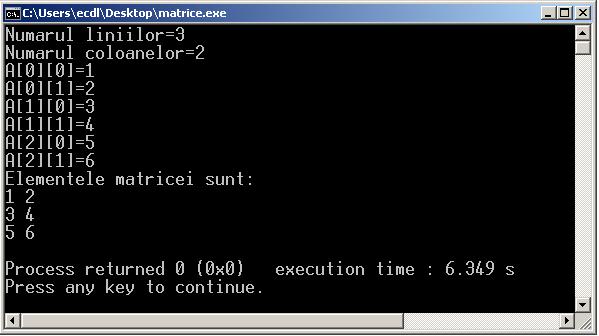 C:\Users\ecdl\Desktop\matrice.exe
Numarul liniilor=3
Numarul coloanelor=2
A[0][0]=1
A[0][1]=2
A[1][0]=3
A[1][1]=4
A[2][0]=5
A[2][1]=6
Elementele matricei sunt:
1 2
3 4
5 6
Process returned 0 (0x0)   execution time : 6.349 s
Press any key to continue.